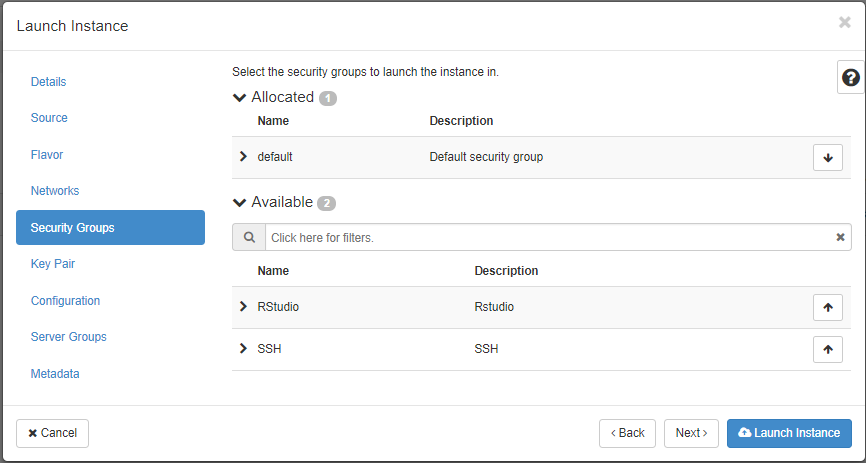 Launch Instance
Details
Source
Flavor
Networks
Security Groups
Key Pair
Configuration
Server Groups
Metadata
Select the security groups to launch the instance in.
Allocated 1
Name Description
default Default security group
Available 2
Click here for filters.
Name Description
RStudio Rstudio
SSH SSH
Cancel
Back
Next
Launch Instance